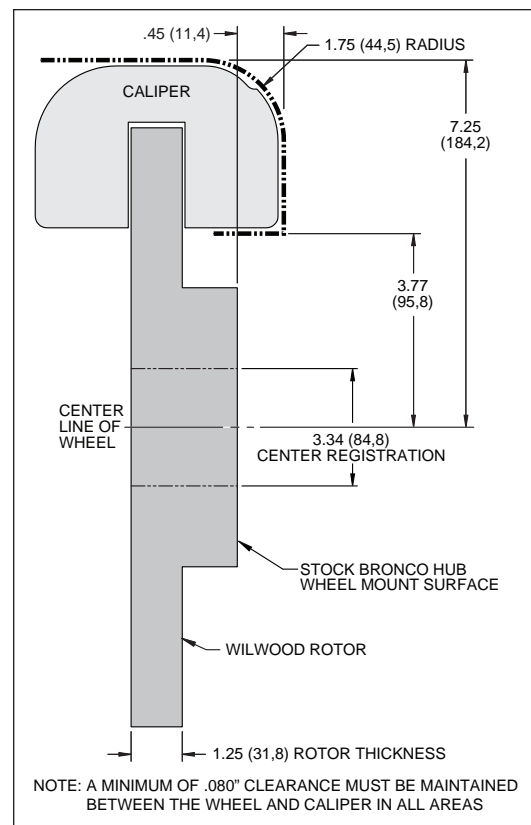 .45 (11,4)
1.75 (44,5) RADIUS
CALIPER
7.25
(184,2)
3.77
(95,8)
CENTER
LINE OF
WHEEL
3.34 (84,8)
CENTER REGISTRATION
STOCK BRONCO HUB
WHEEL MOUNT SURFACE
WILWOOD ROTOR
1.25 (31,8) ROTOR THICKNESS
NOTE: A MINIMUM OF .080" CLEARANCE MUST BE MAINTAINED
BETWEEN THE WHEEL AND CALIPER IN ALL AREAS